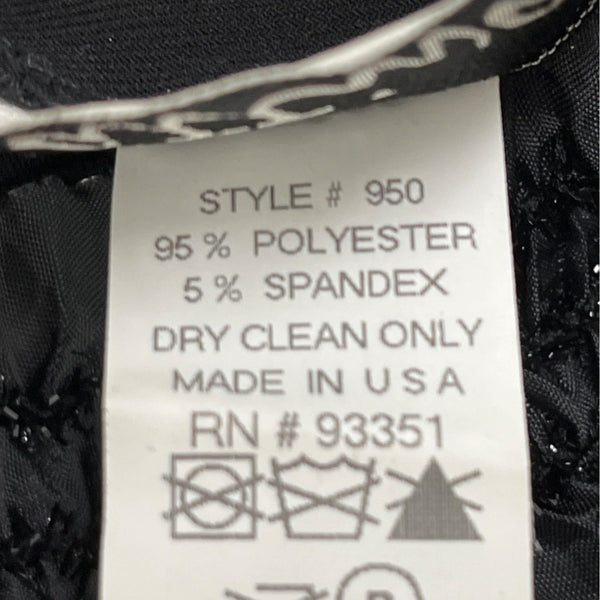 STYLE # 950
95 % POLYESTER
5 % SPANDEX
DRY CLEAN ONLY
MADE IN U S A
RN # 93351